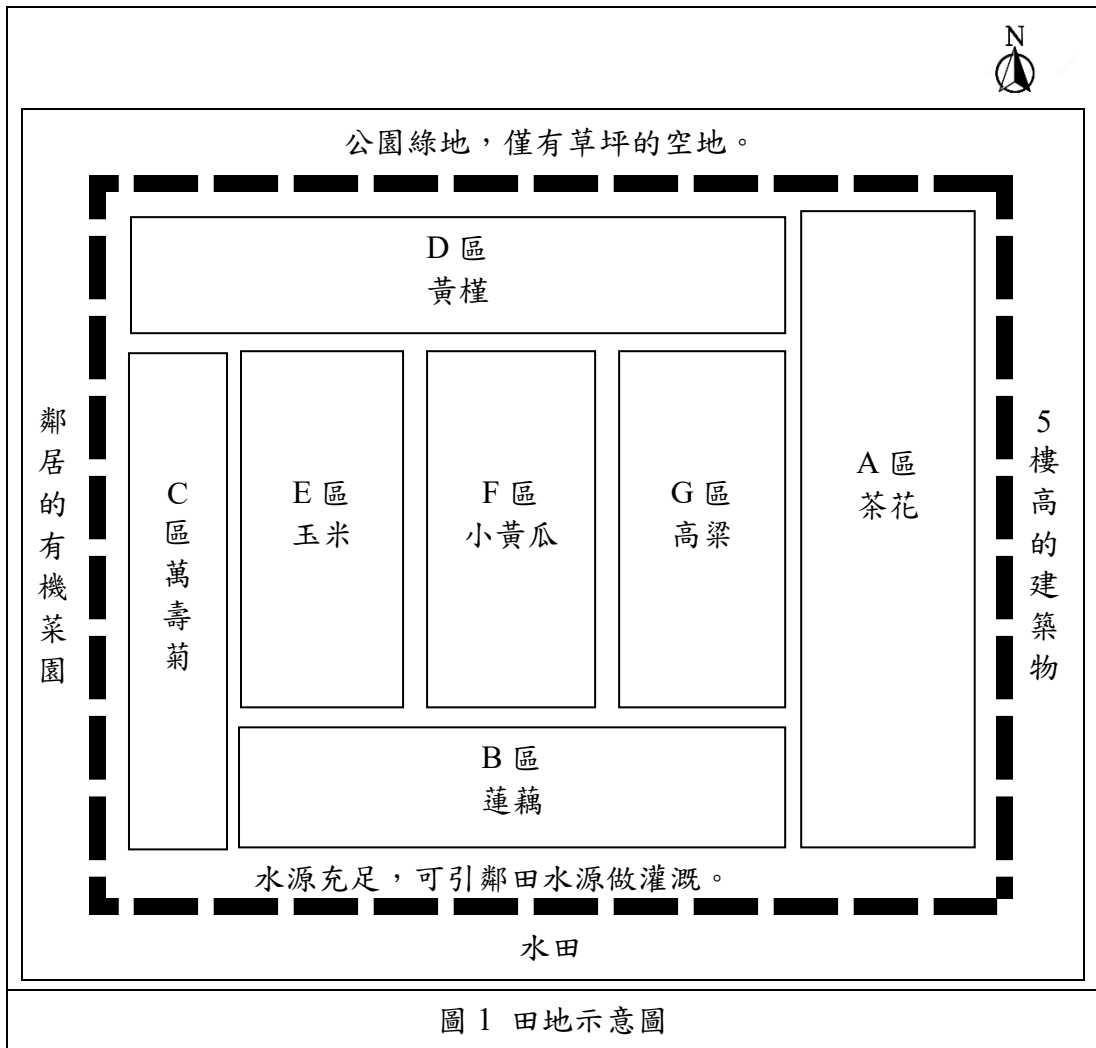 N
公園綠地，僅有草坪的空地。
D 區
黃槿
鄰居的有機菜園
C
區萬壽菊
E 區
玉米
F 區
小黃瓜
G 區
高粱
A 區
茶花
5
樓高的建築物
B 區
蓮藕
水源充足，可引鄰田水源做灌溉。
水田
圖 1 田地示意圖